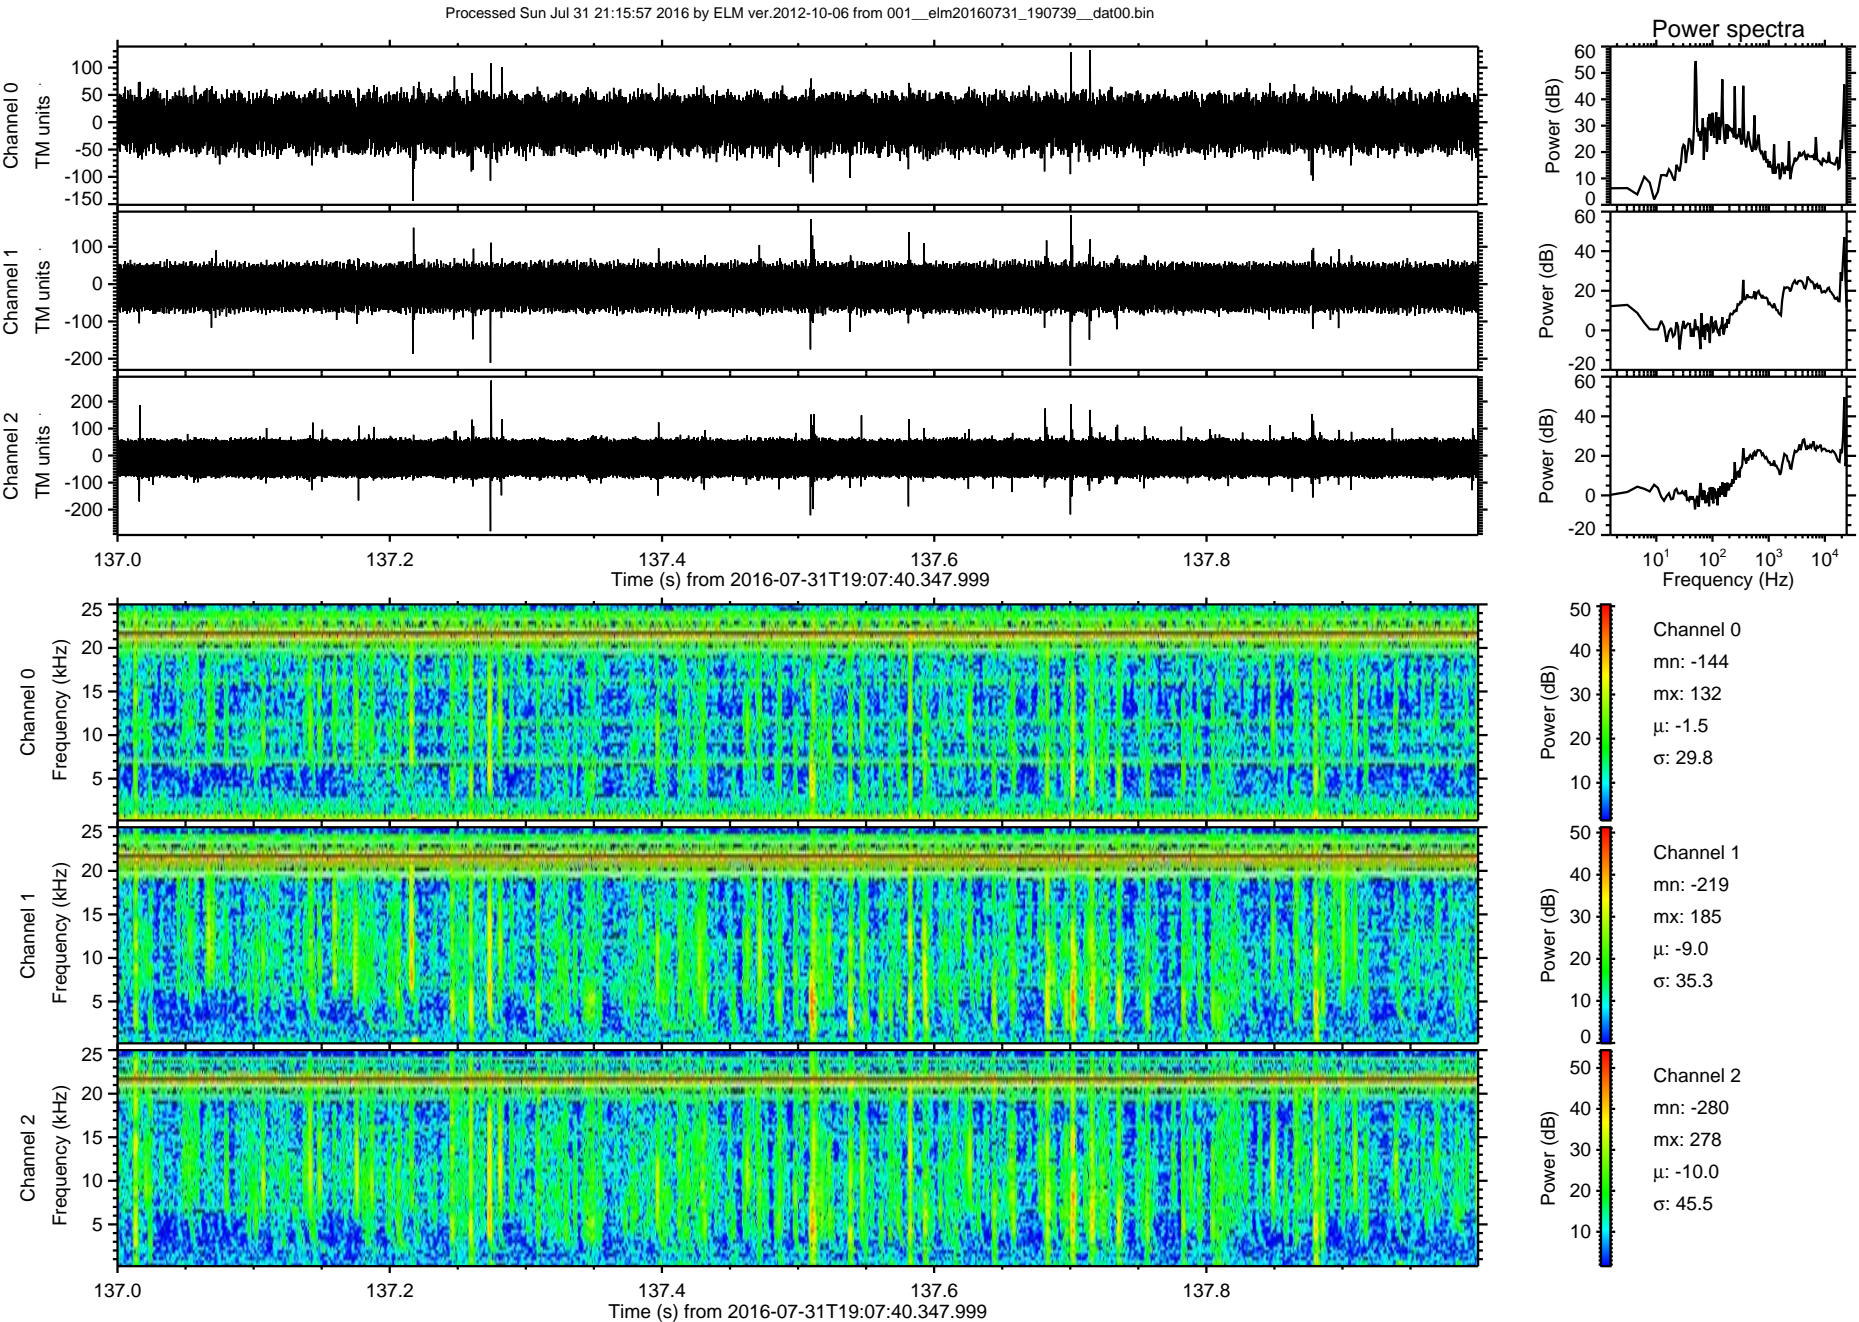 Processed Sun Jul 31 21:15:57 2016 by ELM ver.2012-10-06 from 001__elm20160731_190739__dat00.bin
Power spectra
Channel 0
TM units
100
50
0
-50
-100
-150
Power (dB)
60
50
40
30
20
10
0
Channel 1
TM units
100
0
-100
-200
Power (dB)
60
40
20
0
-20
Channel 2
TM units
200
100
0
-100
-200
Power (dB)
60
40
20
0
-20
137.0 137.2 137.4 137.6 137.8
Time (s) from 2016-07-31T19:07:40.347.999
10^1 10^2 10^3 10^4
Frequency (Hz)
Channel 0
Frequency (kHz)
25
20
15
10
5
Power (dB)
50
40
30
20
10
Channel 0
mn: -144
mx: 132
μ: -1.5
σ: 29.8
Channel 1
Frequency (kHz)
25
20
15
10
5
Power (dB)
50
40
30
20
10
0
Channel 1
mn: -219
mx: 185
μ: -9.0
σ: 35.3
Channel 2
Frequency (kHz)
25
20
15
10
5
Power (dB)
50
40
30
20
10
Channel 2
mn: -280
mx: 278
μ: -10.0
σ: 45.5
137.0 137.2 137.4 137.6 137.8
Time (s) from 2016-07-31T19:07:40.347.999